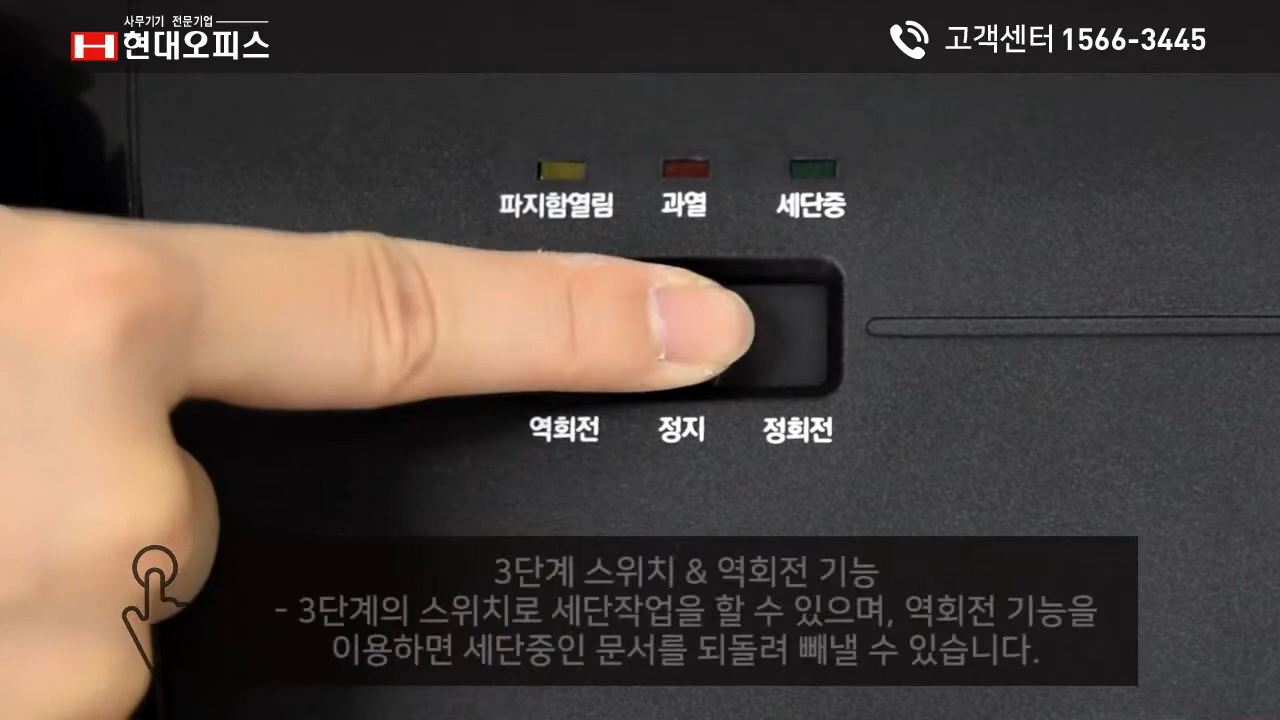 사무기기 전문기업
H 현대오피스
고객센터 1566-3445
파지함열림 과열 세단중
역회전 정지 정회전
3단계 스위치 & 역회전 기능
- 3단계의 스위치로 세단작업을 할 수 있으며, 역회전 기능을
이용하면 세단중인 문서를 되돌려 빼낼 수 있습니다.